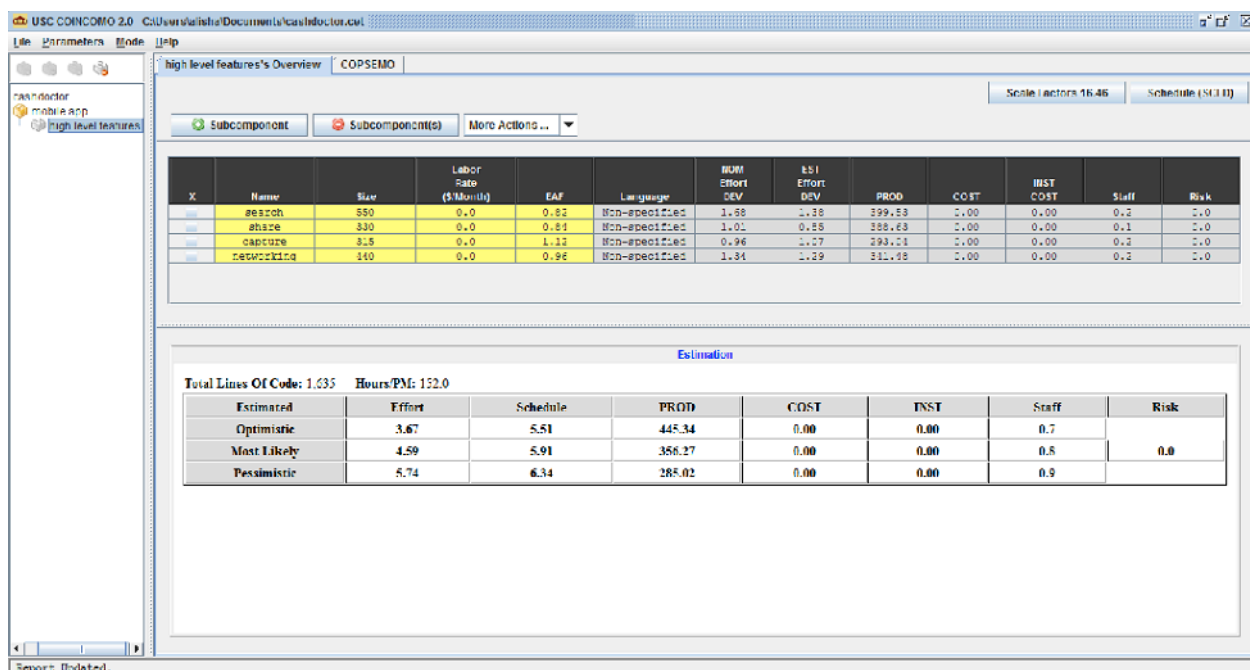 USC COINCOMO 2.0 C:\Users\alisha\Documents\cashdoctor.cet
File Parameters Mode Help
high level features's Overview COPSEMO
Scale Factors 16.46 Schedule (SCED)
cashdoctor
mobile app
high level features
Subcomponent Subcomponent(s) More Actions ...
X Name Size Labor Rate ($/Month) EAF Language NOM Effort DEV EST Effort DEV PROD COST INST COST Staff Risk
search 550 0.0 0.82 Non-specified 1.68 1.38 399.53 0.00 0.00 0.2 0.0
share 330 0.0 0.84 Non-specified 1.01 0.85 388.63 0.00 0.00 0.1 0.0
capture 315 0.0 1.12 Non-specified 0.96 1.07 0.00 0.00 0.2 0.0
networking 440 0.0 0.96 Non-specified 1.34 1.29 341.48 0.00 0.00 0.2 0.0
Estimation
Total Lines Of Code: 1,635 Hours/PM: 152.0
Estimated Effort Schedule PROD COST INST Staff Risk
Optimistic 3.67 5.51 445.34 0.00 0.00 0.7
Most Likely 4.59 5.91 356.27 0.00 0.00 0.8 0.0
Pessimistic 5.74 6.34 285.02 0.00 0.00 0.9
Report Updated.